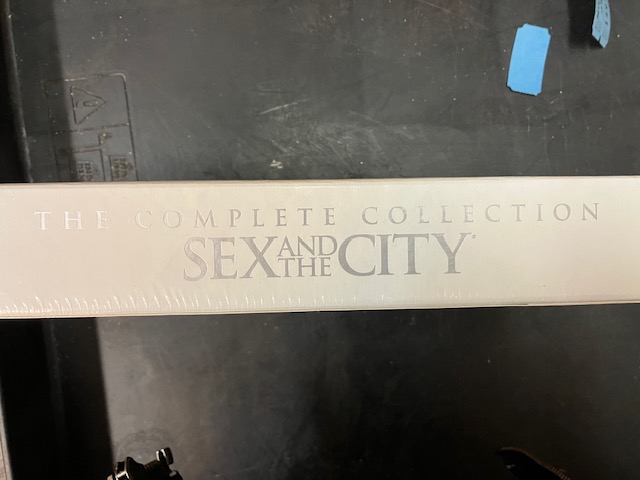 THE COMPLETE COLLECTION
SEX AND THE CITY